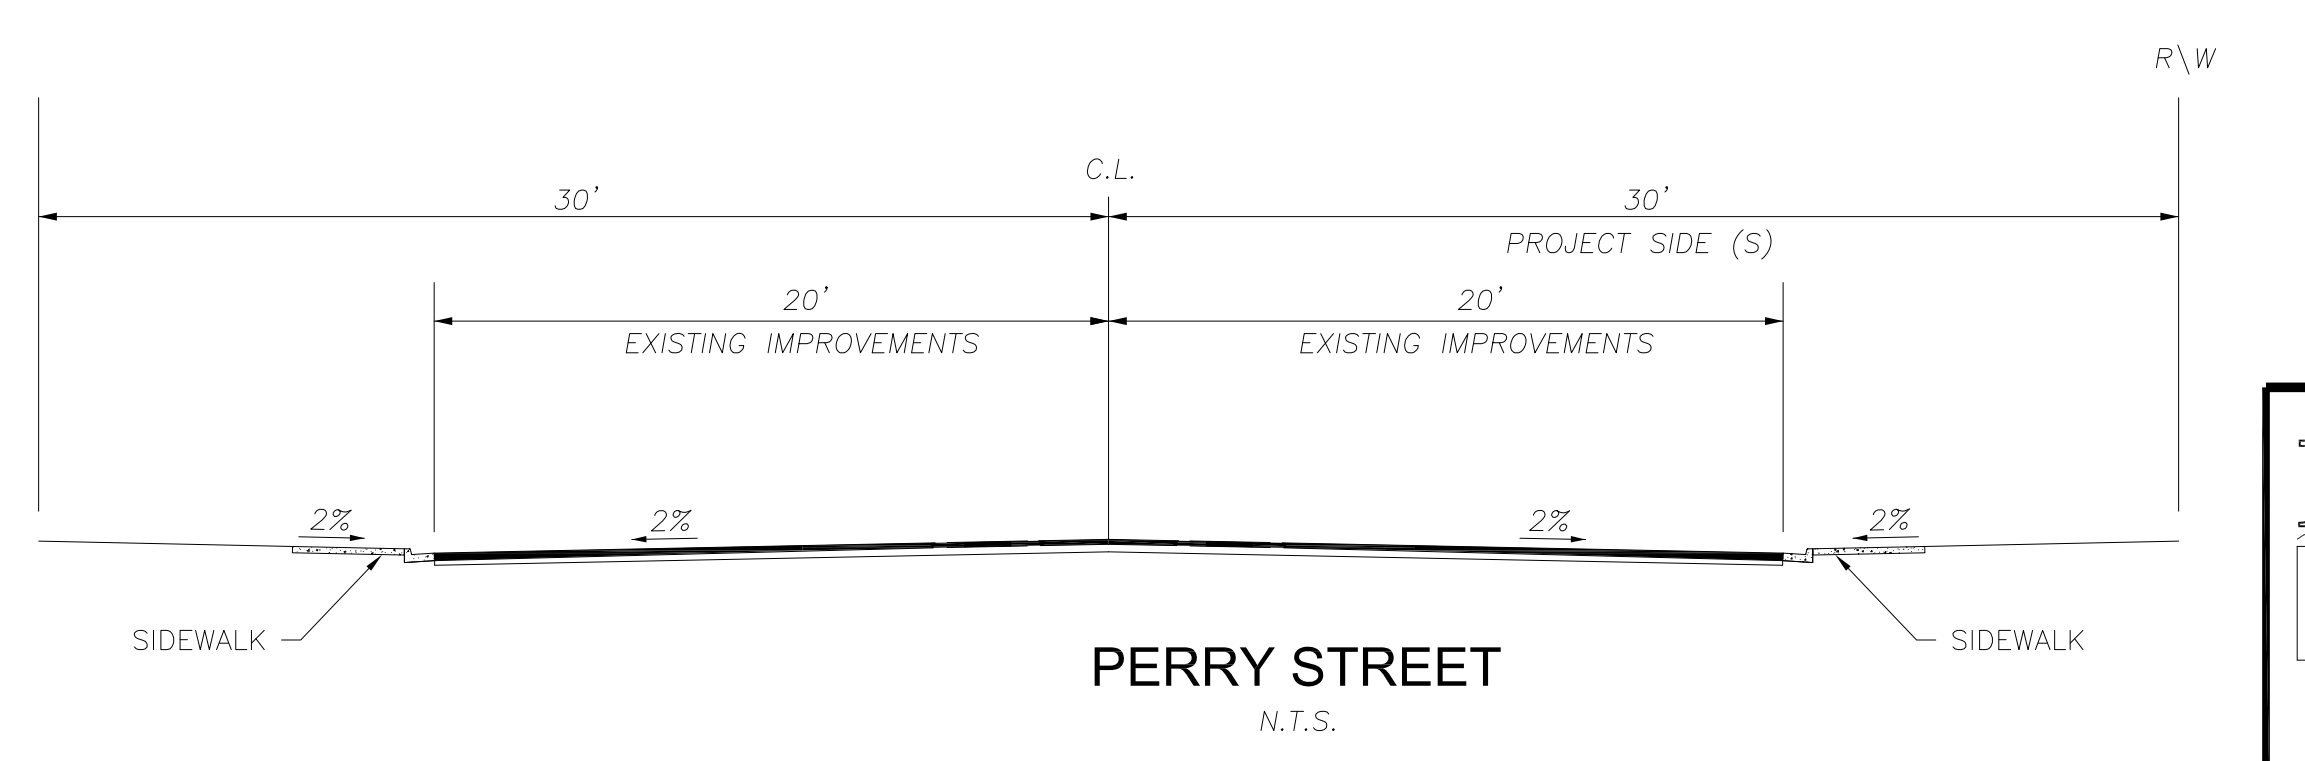 R\W
C.L.
30'
30'
PROJECT SIDE (S)
20'
20'
EXISTING IMPROVEMENTS
EXISTING IMPROVEMENTS
2%
2%
2%
2%
SIDEWALK
SIDEWALK
PERRY STREET
N.T.S.